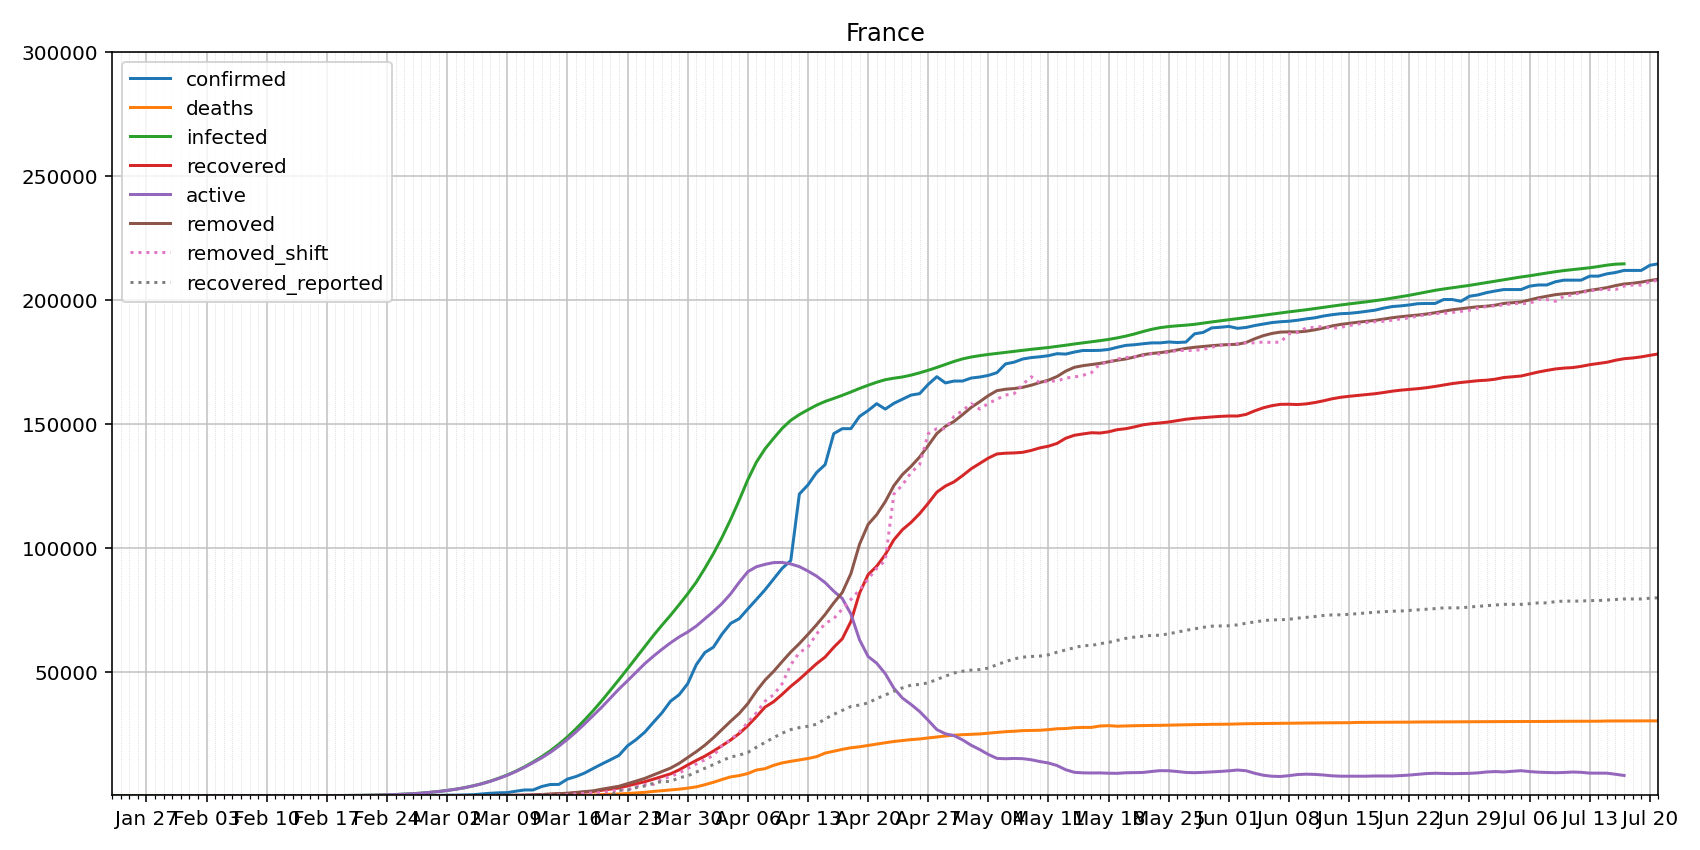 France
300000
250000
200000
150000
100000
50000
confirmed
deaths
infected
recovered
active
removed
removed_shift
recovered_reported
Jan 27 Feb 03 Feb 10 Feb 17 Feb 24 Mar 02 Mar 09 Mar 16 Mar 23 Mar 30 Apr 06 Apr 13 Apr 20 Apr 27 May 04 May 11 May 18 May 25 Jun 01 Jun 08 Jun 15 Jun 22 Jun 29 Jul 06 Jul 13 Jul 20